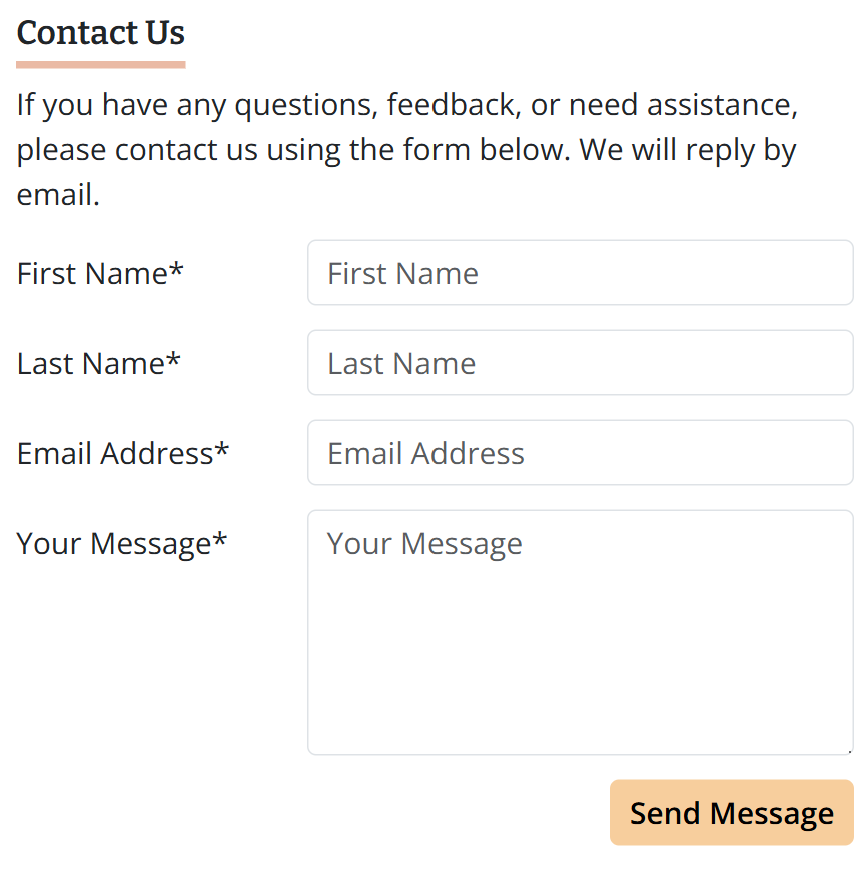 Contact Us
If you have any questions, feedback, or need assistance,
please contact us using the form below. We will reply by
email.
First Name*
First Name
Last Name*
Last Name
Email Address*
Email Address
Your Message*
Your Message
Send Message